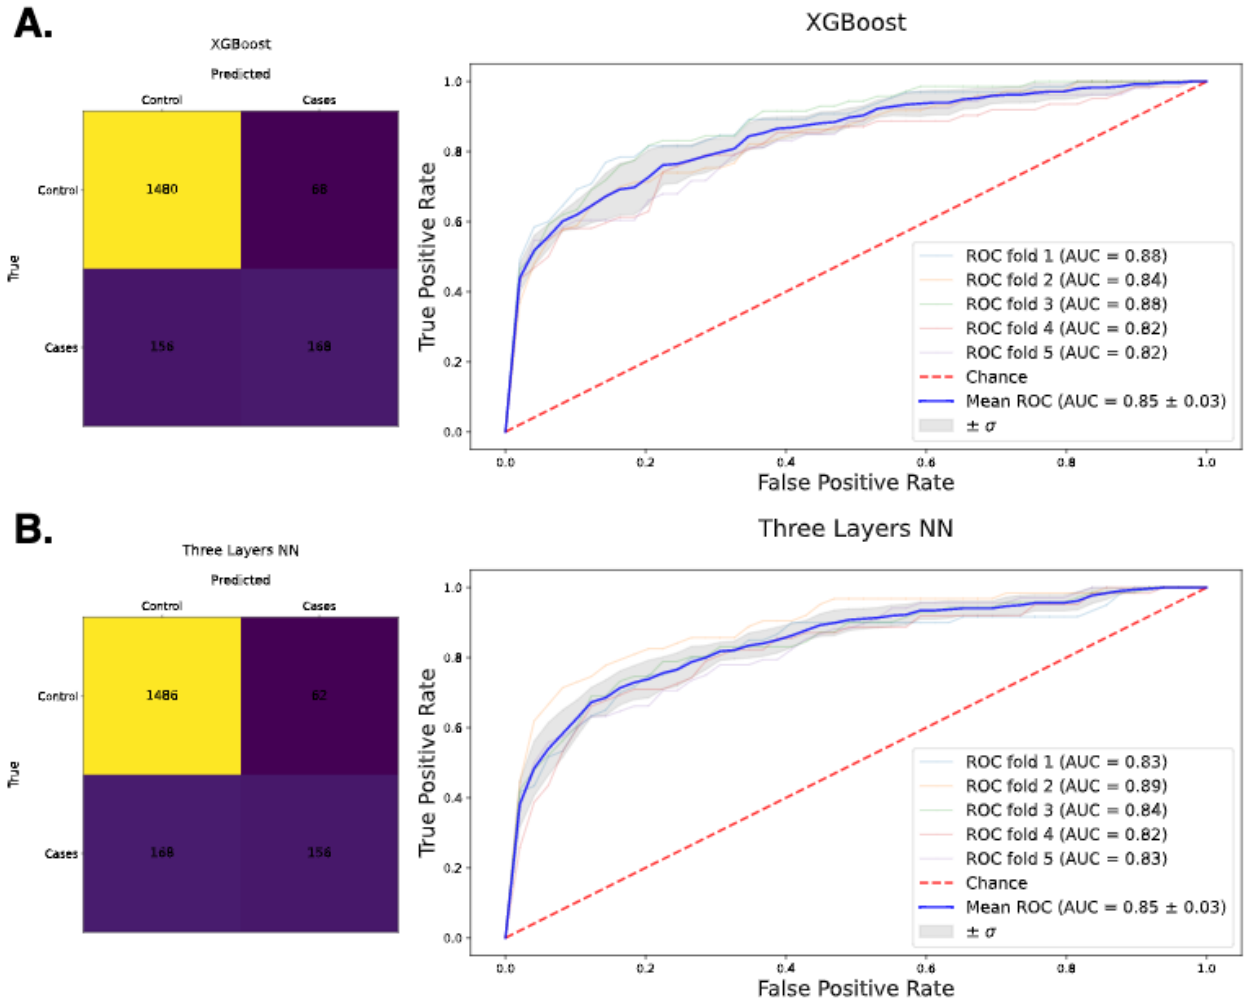 A.
XGBoost
Predicted
Control Cases
Control 1480 68
True
Cases 156 168
XGBoost
1.0
0.8
0.6
0.4
0.2
0.0
True Positive Rate
ROC fold 1 (AUC = 0.88)
ROC fold 2 (AUC = 0.84)
ROC fold 3 (AUC = 0.88)
ROC fold 4 (AUC = 0.82)
ROC fold 5 (AUC = 0.82)
Chance
Mean ROC (AUC = 0.85 ± 0.03)
± σ
0.0 0.2 0.4 0.6 0.8 1.0
False Positive Rate
B.
Three Layers NN
Predicted
Control Cases
Control 1486 62
True
Cases 168 156
Three Layers NN
1.0
0.8
0.6
0.4
0.2
0.0
True Positive Rate
ROC fold 1 (AUC = 0.83)
ROC fold 2 (AUC = 0.89)
ROC fold 3 (AUC = 0.84)
ROC fold 4 (AUC = 0.82)
ROC fold 5 (AUC = 0.83)
Chance
Mean ROC (AUC = 0.85 ± 0.03)
± σ
0.0 0.2 0.4 0.6 0.8 1.0
False Positive Rate